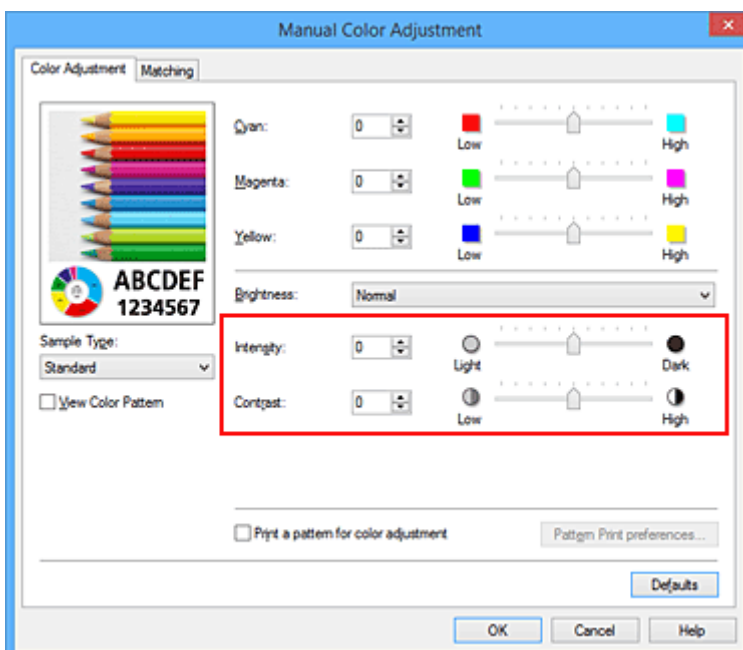 Manual Color Adjustment
Color Adjustment Matching
Cyan: 0 Low High
Magenta: 0 Low High
Yellow: 0 Low High
ABCDEF
1234567
Brightness: Normal
Sample Type:
Standard
View Color Pattern
Intensity: 0 Light Dark
Contrast: 0 Low High
Print a pattern for color adjustment Pattern Print preferences...
Defaults
OK Cancel Help